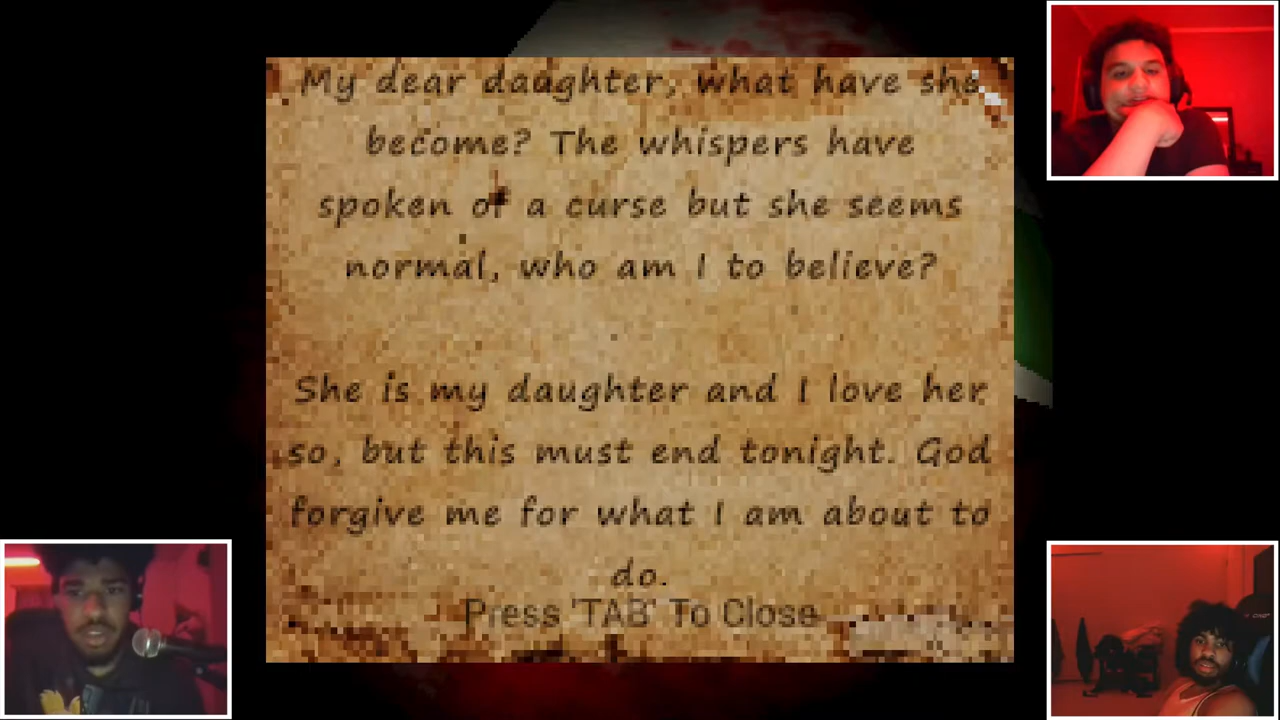 My dear daughter, what have she
become? The whispers have
spoken of a curse but she seems
normal, who am I to believe?
She is my daughter and I love her
so, but this must end tonight. God
forgive me for what I am about to
do.
Press 'TAB' To Close